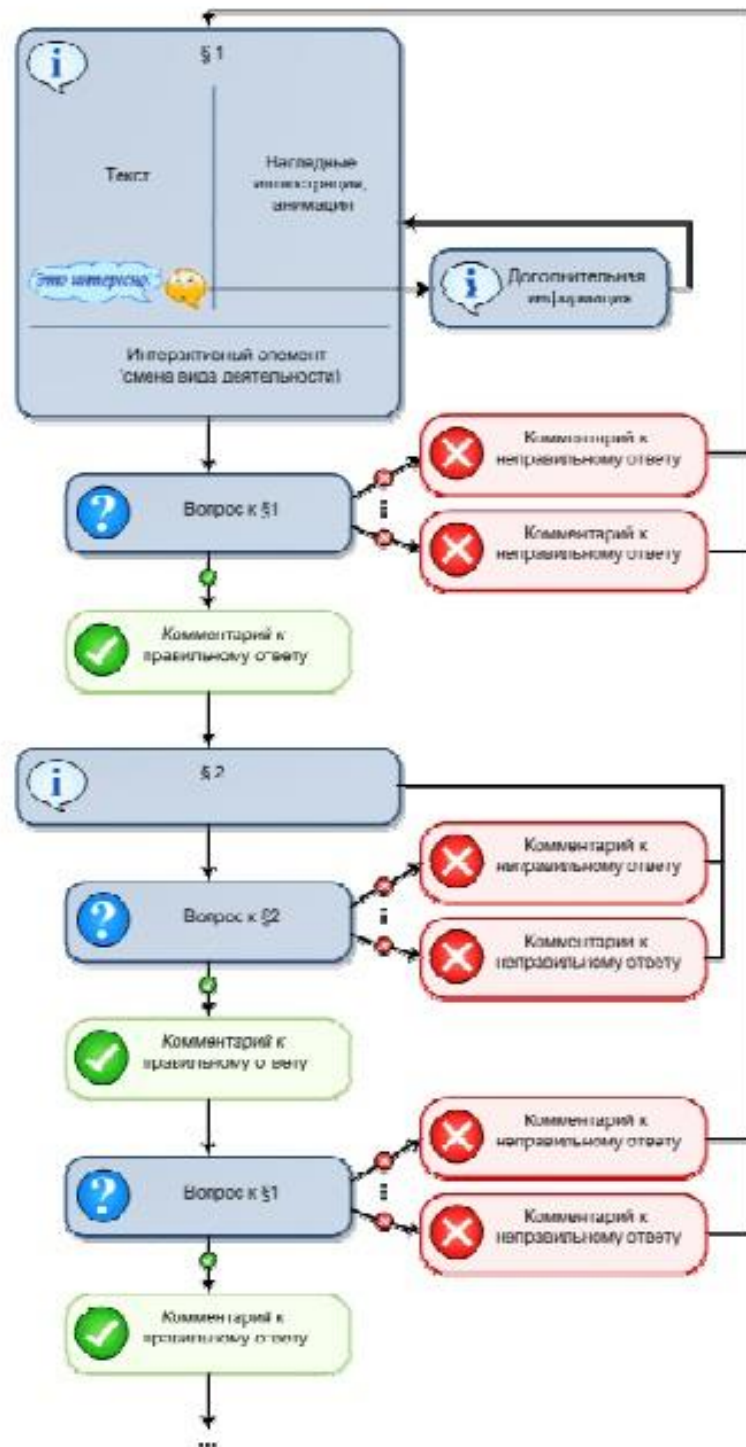 § 1
Текст
Наглядные
иллюстрации,
анимация
Это интересно
Дополнительная
информация
Интерактивный элемент
(смена вида деятельности)
Комментарий к
неправильному ответу
Вопрос к §1
...
Комментарий к
неправильному ответу
Комментарий к
правильному ответу
§ 2
Комментарий к
неправильному ответу
Вопрос к §2
...
Комментарий к
неправильному ответу
Комментарий к
правильному ответу
Комментарий к
неправильному ответу
Вопрос к §1
...
Комментарий к
неправильному ответу
Комментарий к
правильному ответу
...